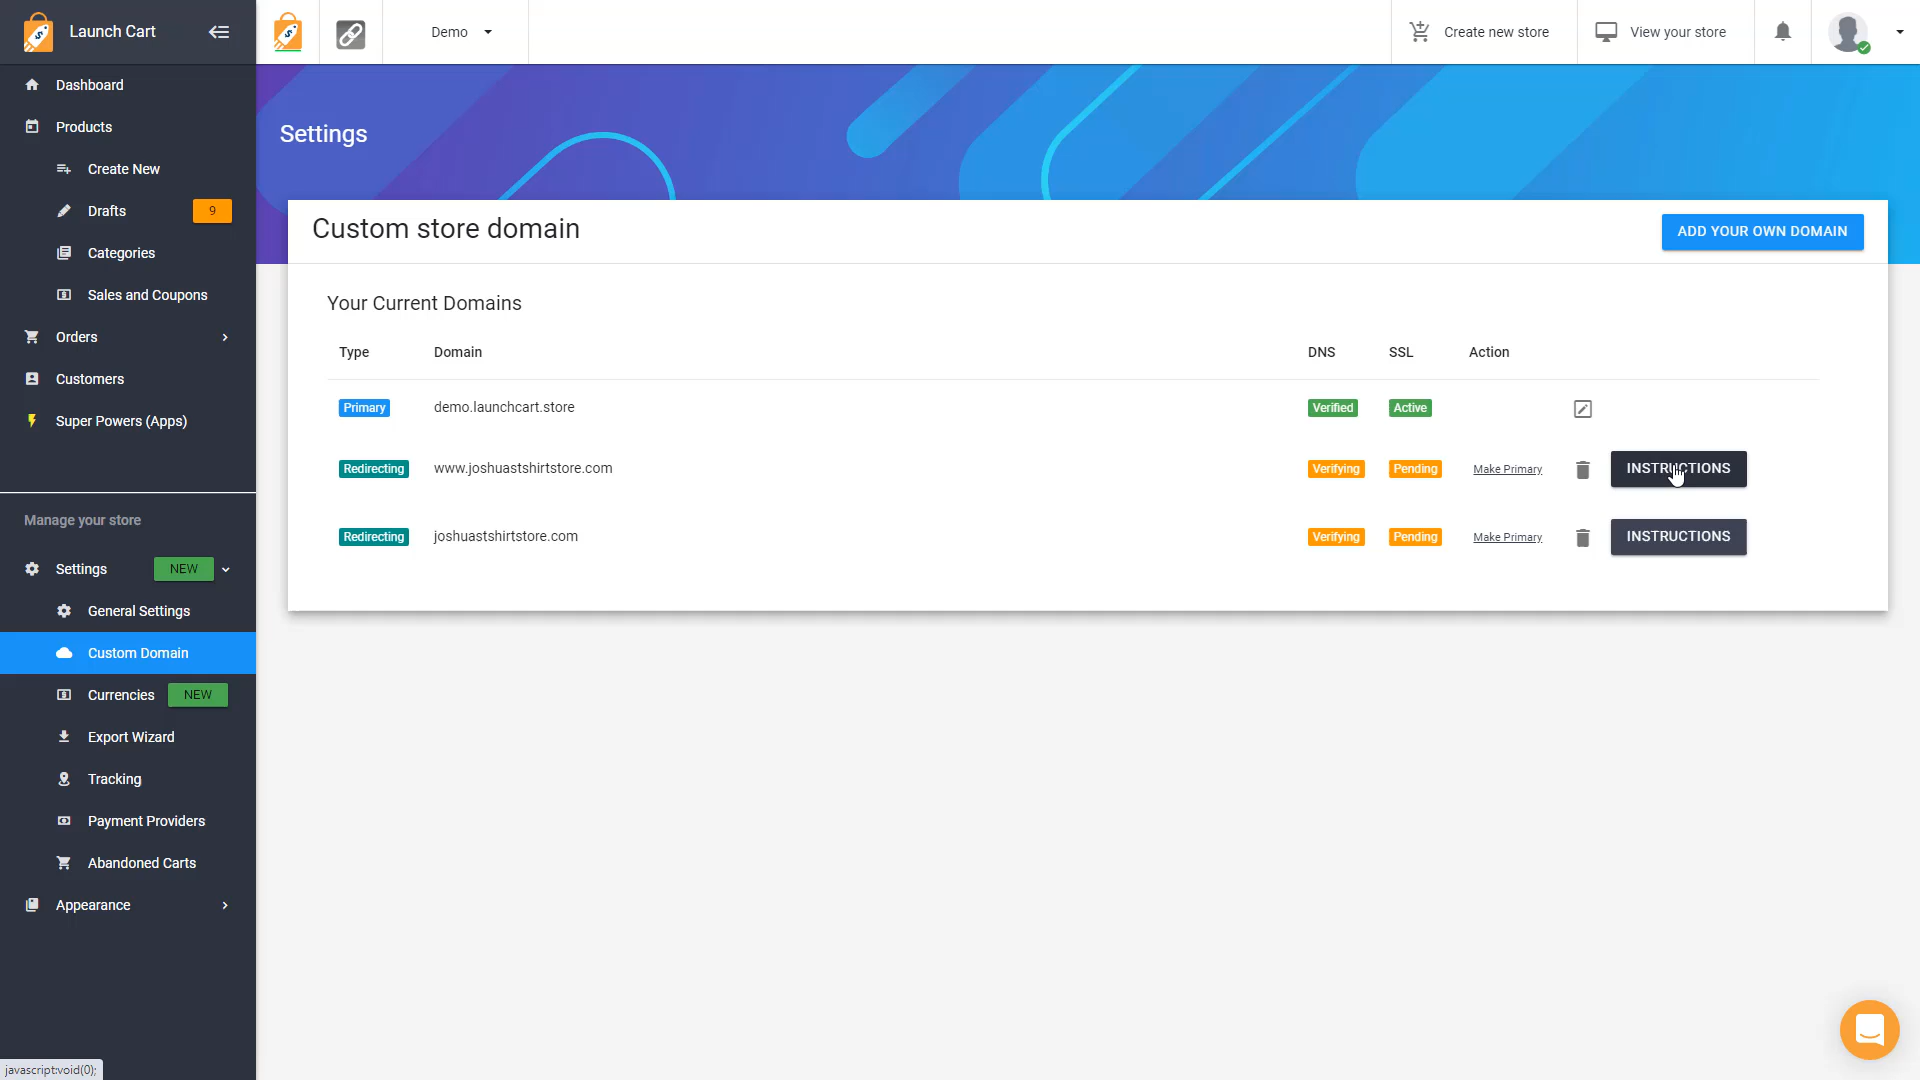 Launch Cart
Demo
Create new store
View your store
Dashboard
Products
Create New
Drafts
9
Categories
Sales and Coupons
Orders
Customers
Super Powers (Apps)
Manage your store
Settings
NEW
General Settings
Custom Domain
Currencies
NEW
Export Wizard
Tracking
Payment Providers
Abandoned Carts
Appearance
javascript:void(0);
Settings
Custom store domain
ADD YOUR OWN DOMAIN
Your Current Domains
Type Domain DNS SSL Action
Primary demo.launchcart.store Verified Active
Redirecting www.joshuastshirtstore.com Verifying Pending Make Primary INSTRUCTIONS
Redirecting joshuastshirtstore.com Verifying Pending Make Primary INSTRUCTIONS